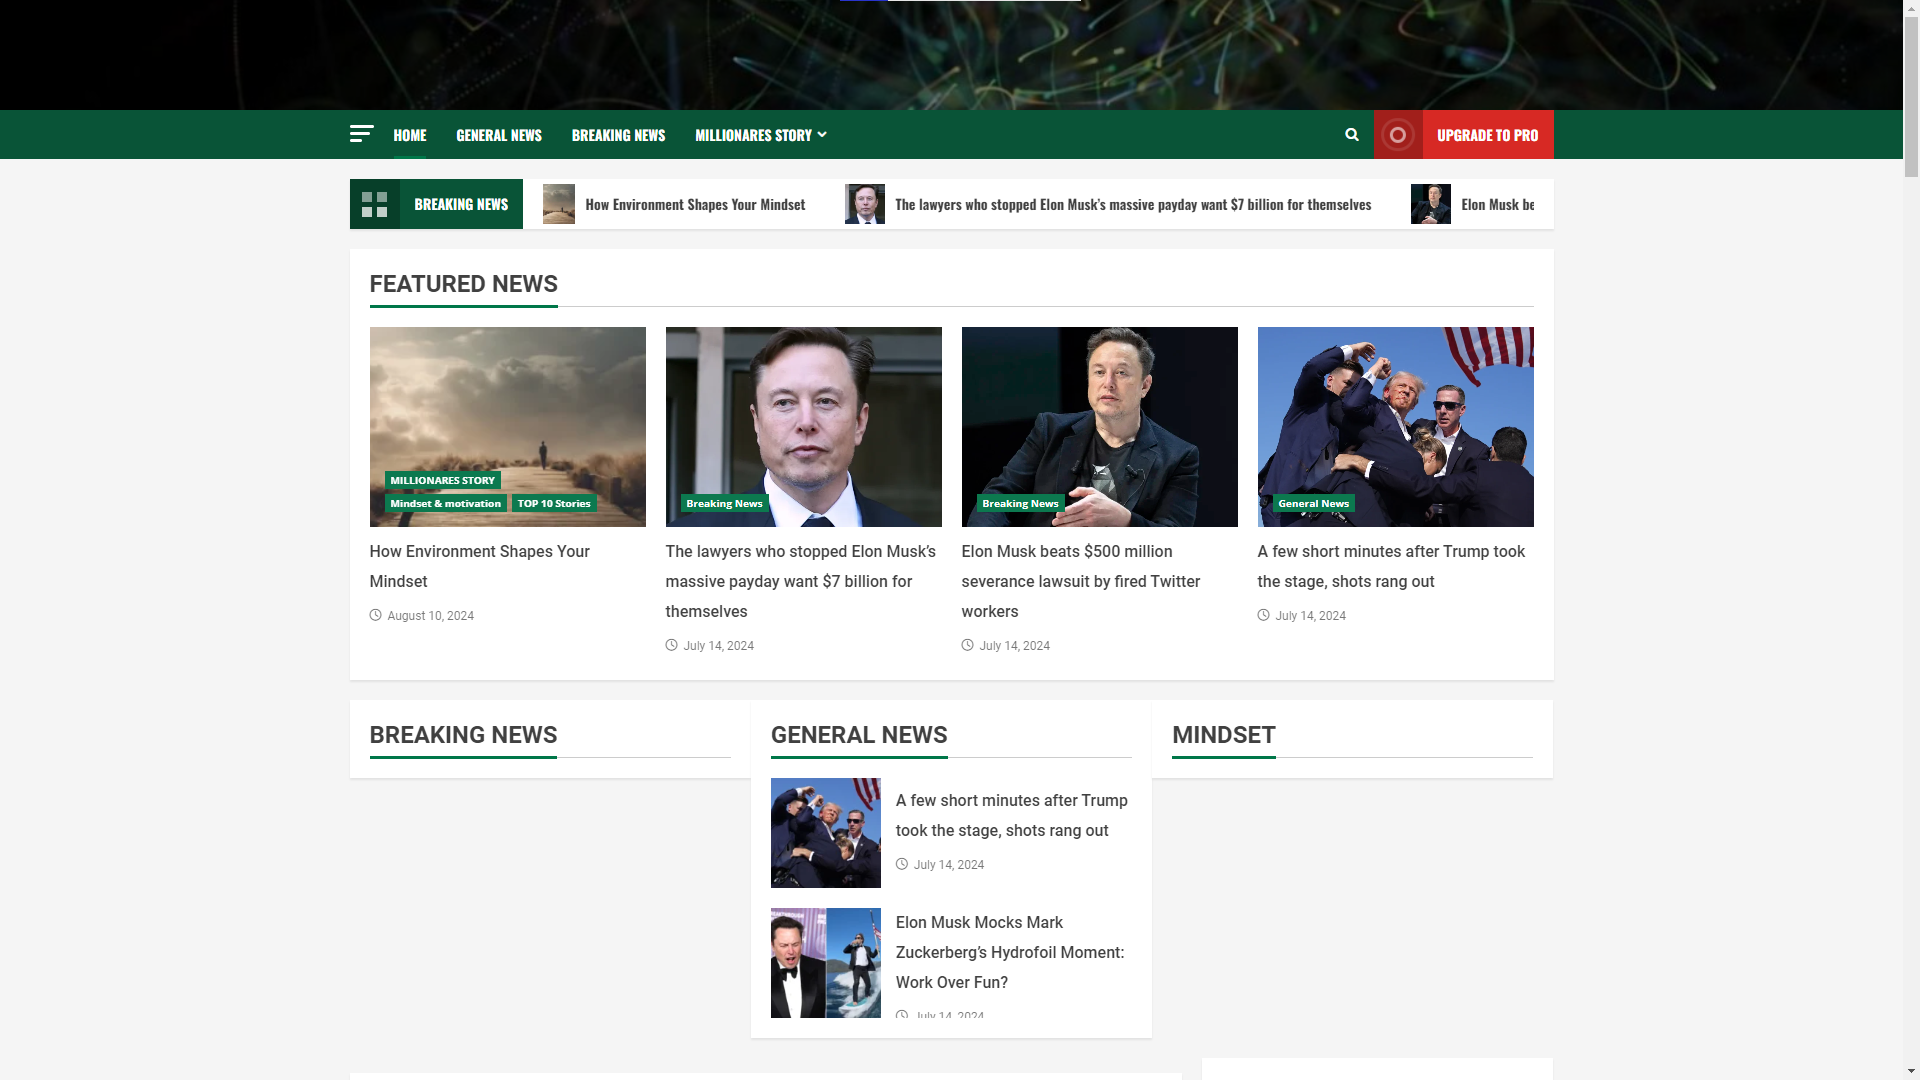 HOME
GENERAL NEWS
BREAKING NEWS
MILLIONARES STORY
UPGRADE TO PRO
BREAKING NEWS
How Environment Shapes Your Mindset
The lawyers who stopped Elon Musk's massive payday want $7 billion for themselves
Elon Musk be
FEATURED NEWS
MILLIONARES STORY
Mindset & motivation
TOP 10 Stories
How Environment Shapes Your
Mindset
August 10, 2024
Breaking News
The lawyers who stopped Elon Musk’s
massive payday want $7 billion for
themselves
July 14, 2024
Breaking News
Elon Musk beats $500 million
severance lawsuit by fired Twitter
workers
July 14, 2024
General News
A few short minutes after Trump took
the stage, shots rang out
July 14, 2024
BREAKING NEWS
GENERAL NEWS
A few short minutes after Trump
took the stage, shots rang out
July 14, 2024
Elon Musk Mocks Mark
Zuckerberg’s Hydrofoil Moment:
Work Over Fun?
July 14, 2024
MINDSET